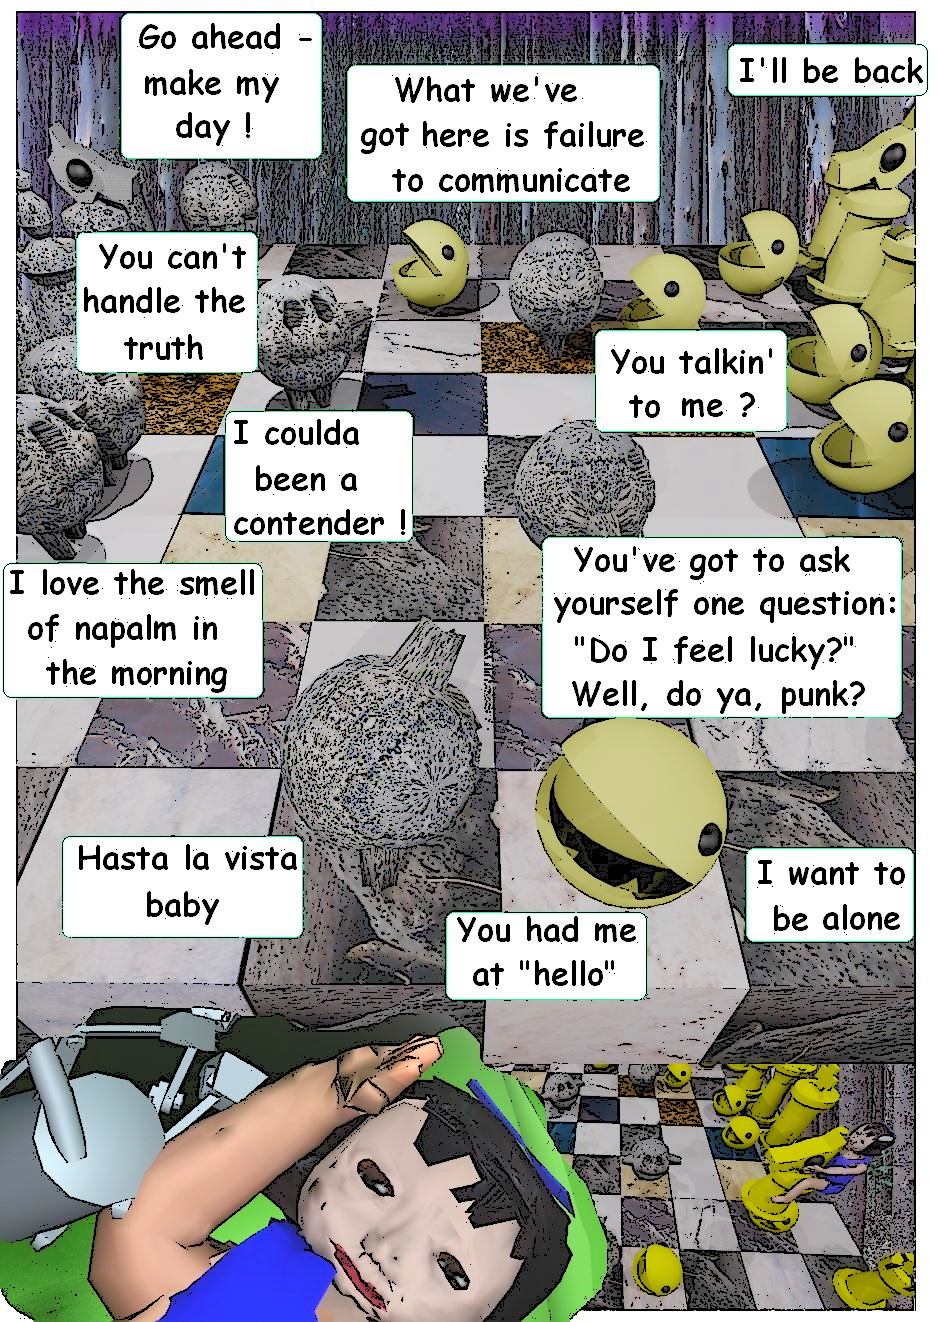 Go ahead -
make my
day !
What we've
got here is failure
to communicate
I'll be back
You can't
handle the
truth
You talkin'
to me ?
I coulda
been a
contender !
I love the smell
of napalm in
the morning
You've got to ask
yourself one question:
"Do I feel lucky?"
Well, do ya, punk?
Hasta la vista
baby
I want to
be alone
You had me
at "hello"